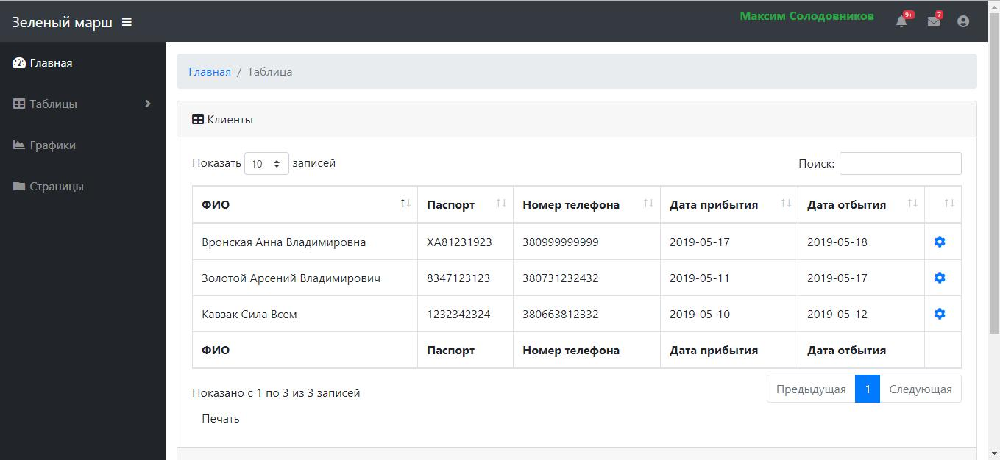 Зеленый марш
Максим Солодовников
9+
7
Главная
Таблицы
Графики
Страницы
Главная / Таблица
Клиенты
Показать 10 записей
Поиск:
ФИО Паспорт Номер телефона Дата прибытия Дата отбытия
Вронская Анна Владимировна ХА81231923 380999999999 2019-05-17 2019-05-18
Золотой Арсений Владимирович 8347123123 380731232432 2019-05-11 2019-05-17
Кавзак Сила Всем 1232342324 380663812332 2019-05-10 2019-05-12
ФИО Паспорт Номер телефона Дата прибытия Дата отбытия
Показано с 1 по 3 из 3 записей
Предыдущая 1 Следующая
Печать